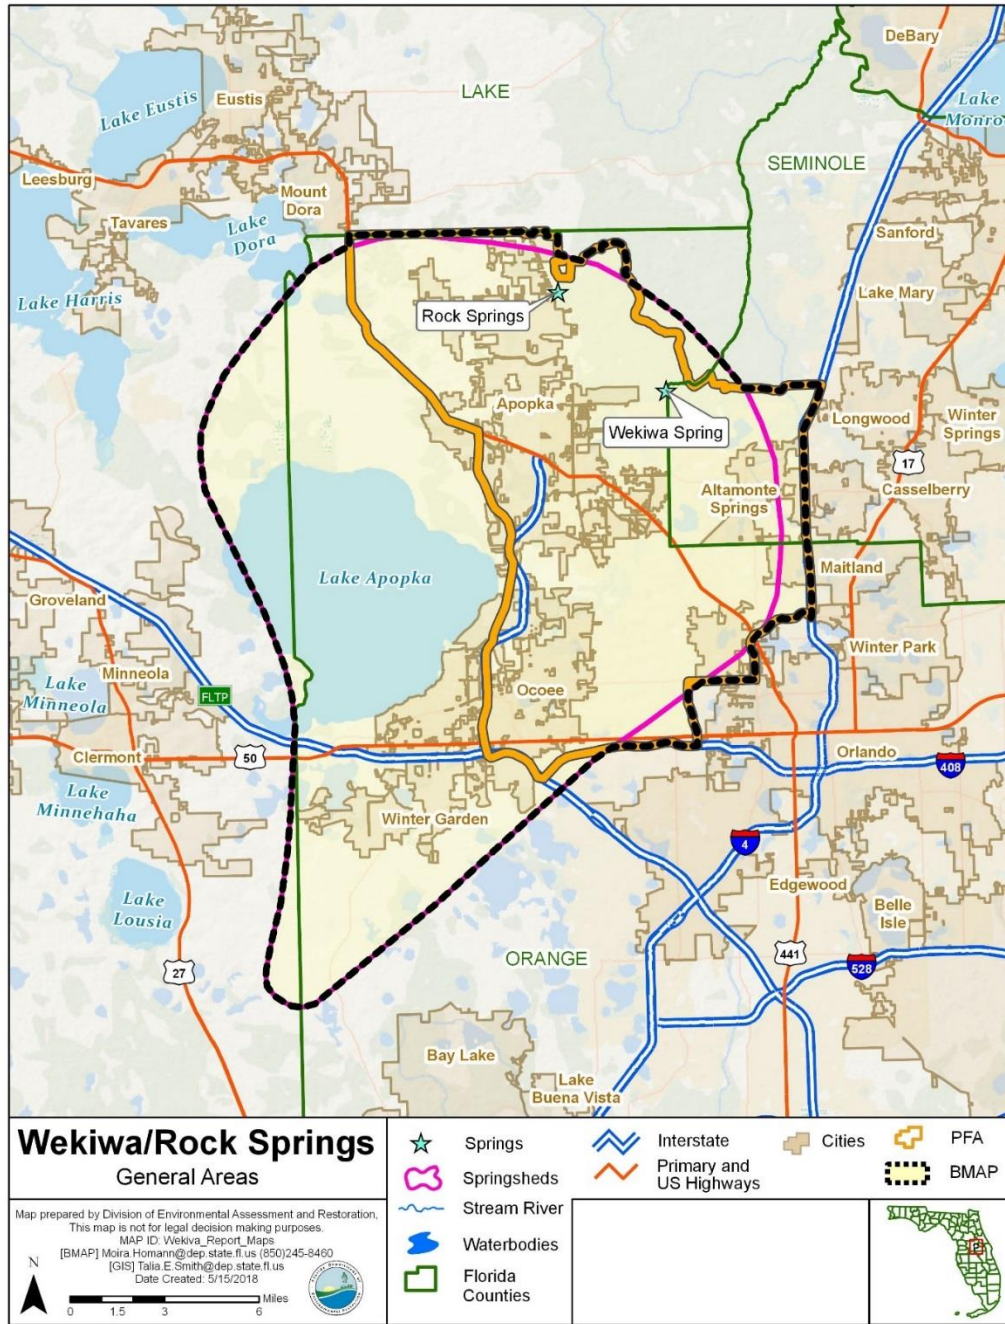 DeBary
LAKE
Lake Eustis
Eustis
Lake
Monro
SEMINOLE
Leesburg
Mount
Dora
Tavares
Lake
Dora
Sanford
Lake Harris
Lake Mary
Rock Springs
Apopka
Longwood
Winter
Springs
Wekiwa Spring
17
Altamonte
Springs
Casselberry
Lake Apopka
Maitland
Groveland
Winter Park
Minneola
Lake
Minneola
FLTP
Ocoee
Clermont
50
Orlando
408
Lake
Minnehaha
Winter Garden
4
Edgewood
Belle
Isle
Lake
Lousia
ORANGE
441
528
27
Bay Lake
Lake
Buena Vista
Wekiwa/Rock Springs
General Areas
Map prepared by Division of Environmental Assessment and Restoration.
This map is not for legal decision making purposes.
MAP ID: Wekiva_Report_Maps
[BMAP] Moira.Homann@dep.state.fl.us (850)245-8460
[GIS] Talia.E.Smith@dep.state.fl.us
Date Created: 5/15/2018
N
Miles
0 1.5 3 6
Springs
Springsheds
Stream River
Waterbodies
Florida
Counties
Interstate
Primary and
US Highways
Cities
PFA
BMAP